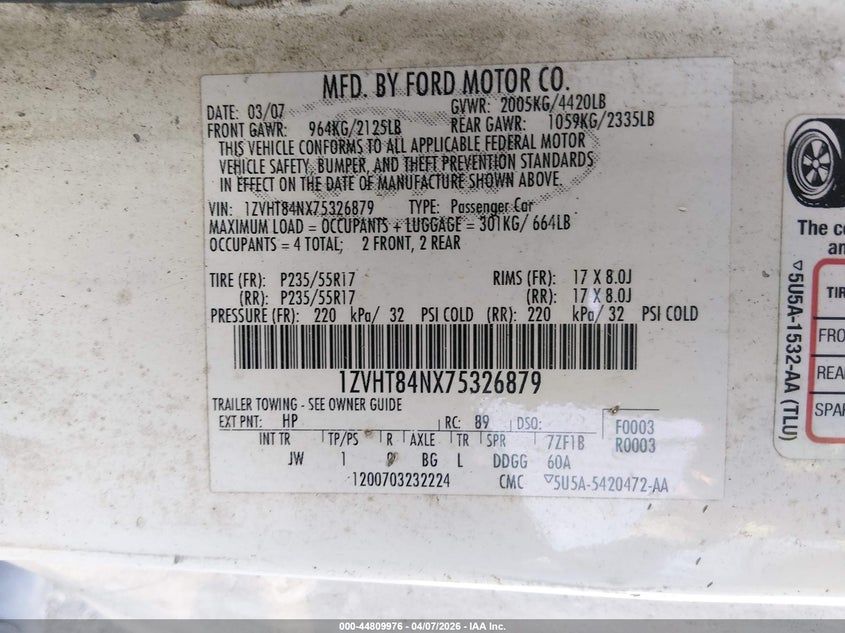 MFD. BY FORD MOTOR CO.
DATE: 03/07 GVWR: 2005KG/4420LB
FRONT GAWR: 964KG/2125LB REAR GAWR: 1059KG/2335LB
THIS VEHICLE CONFORMS TO ALL APPLICABLE FEDERAL MOTOR
VEHICLE SAFETY, BUMPER, AND THEFT PREVENTION STANDARDS
IN EFFECT ON THE DATE OF MANUFACTURE SHOWN ABOVE.
VIN: 1ZVHT84NX75326879 TYPE: Passenger Car
MAXIMUM LOAD = OCCUPANTS + LUGGAGE = 301KG/ 664LB
OCCUPANTS = 4 TOTAL; 2 FRONT, 2 REAR
TIRE (FR): P235/55R17 RIMS (FR): 17 X 8.0J
(RR): P235/55R17 (RR): 17 X 8.0J
PRESSURE (FR): 220 kPa/ 32 PSI COLD (RR): 220 kPa/ 32 PSI COLD
1ZVHT84NX75326879
TRAILER TOWING - SEE OWNER GUIDE
EXT PNT: HP RC: 89 DSO: F0003
INT TR TP/PS R AXLE TR SPR 7ZF1B R0003
JW 1 BG L DDGG 60A
1200703232224 CMC ▽5U5A-5420472-AA
The co
an
TIR
FRO
REA
SPAR
▽5U5A-1532-AA (TLU)
000-44809976 - 04/07/2026 - IAA Inc.